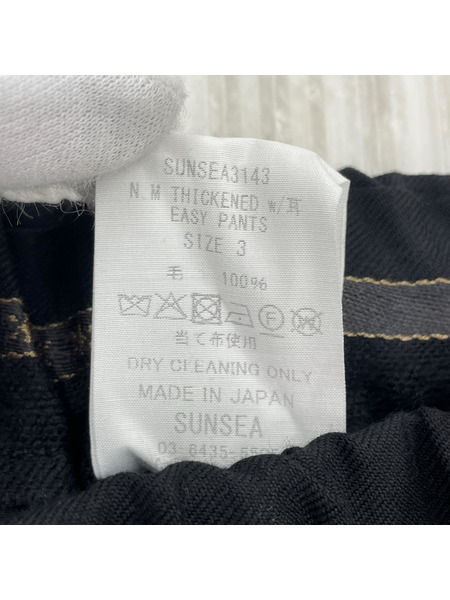 SUNSEA3143
N.M THICKENED w/耳
EASY PANTS
SIZE 3
毛 100%
当て布使用
DRY CLEANING ONLY
MADE IN JAPAN
SUNSEA